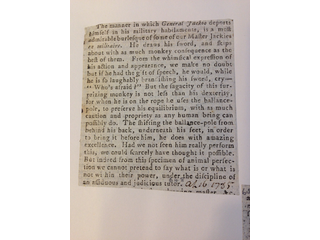 The manner in which General Jackoo deports
himself in his military habiliments, is a most
admirable burlesque of some of our Master Jackies
en militaire. He draws his sword, and struts
about with as much monkey consequence as the
best of them. From the whimsical expression of
his action and appearance, we make no doubt
but if he had the gift of speech, he would, while
he is so laughably brandishing his sword, cry—
— "Who's afraid?" But the sagacity of this sur-
prising monkey is not less than his dexterity,
for when he is on the rope he uses the ballance-
pole, to preserve his equilibrium, with as much
caution and propriety as any human being can
possibly do. The shifting the ballance-pole from
behind his back, underneath his feet, in order
to bring it before him, he does with amazing
excellence. Had we not seen him really perform
this, we could scarcely have thought it possible.
But indeed from this specimen of animal perfec-
tion we cannot pretend to say what is or what is
not within their power, under the discipline of
an assiduous and judicious tutor.